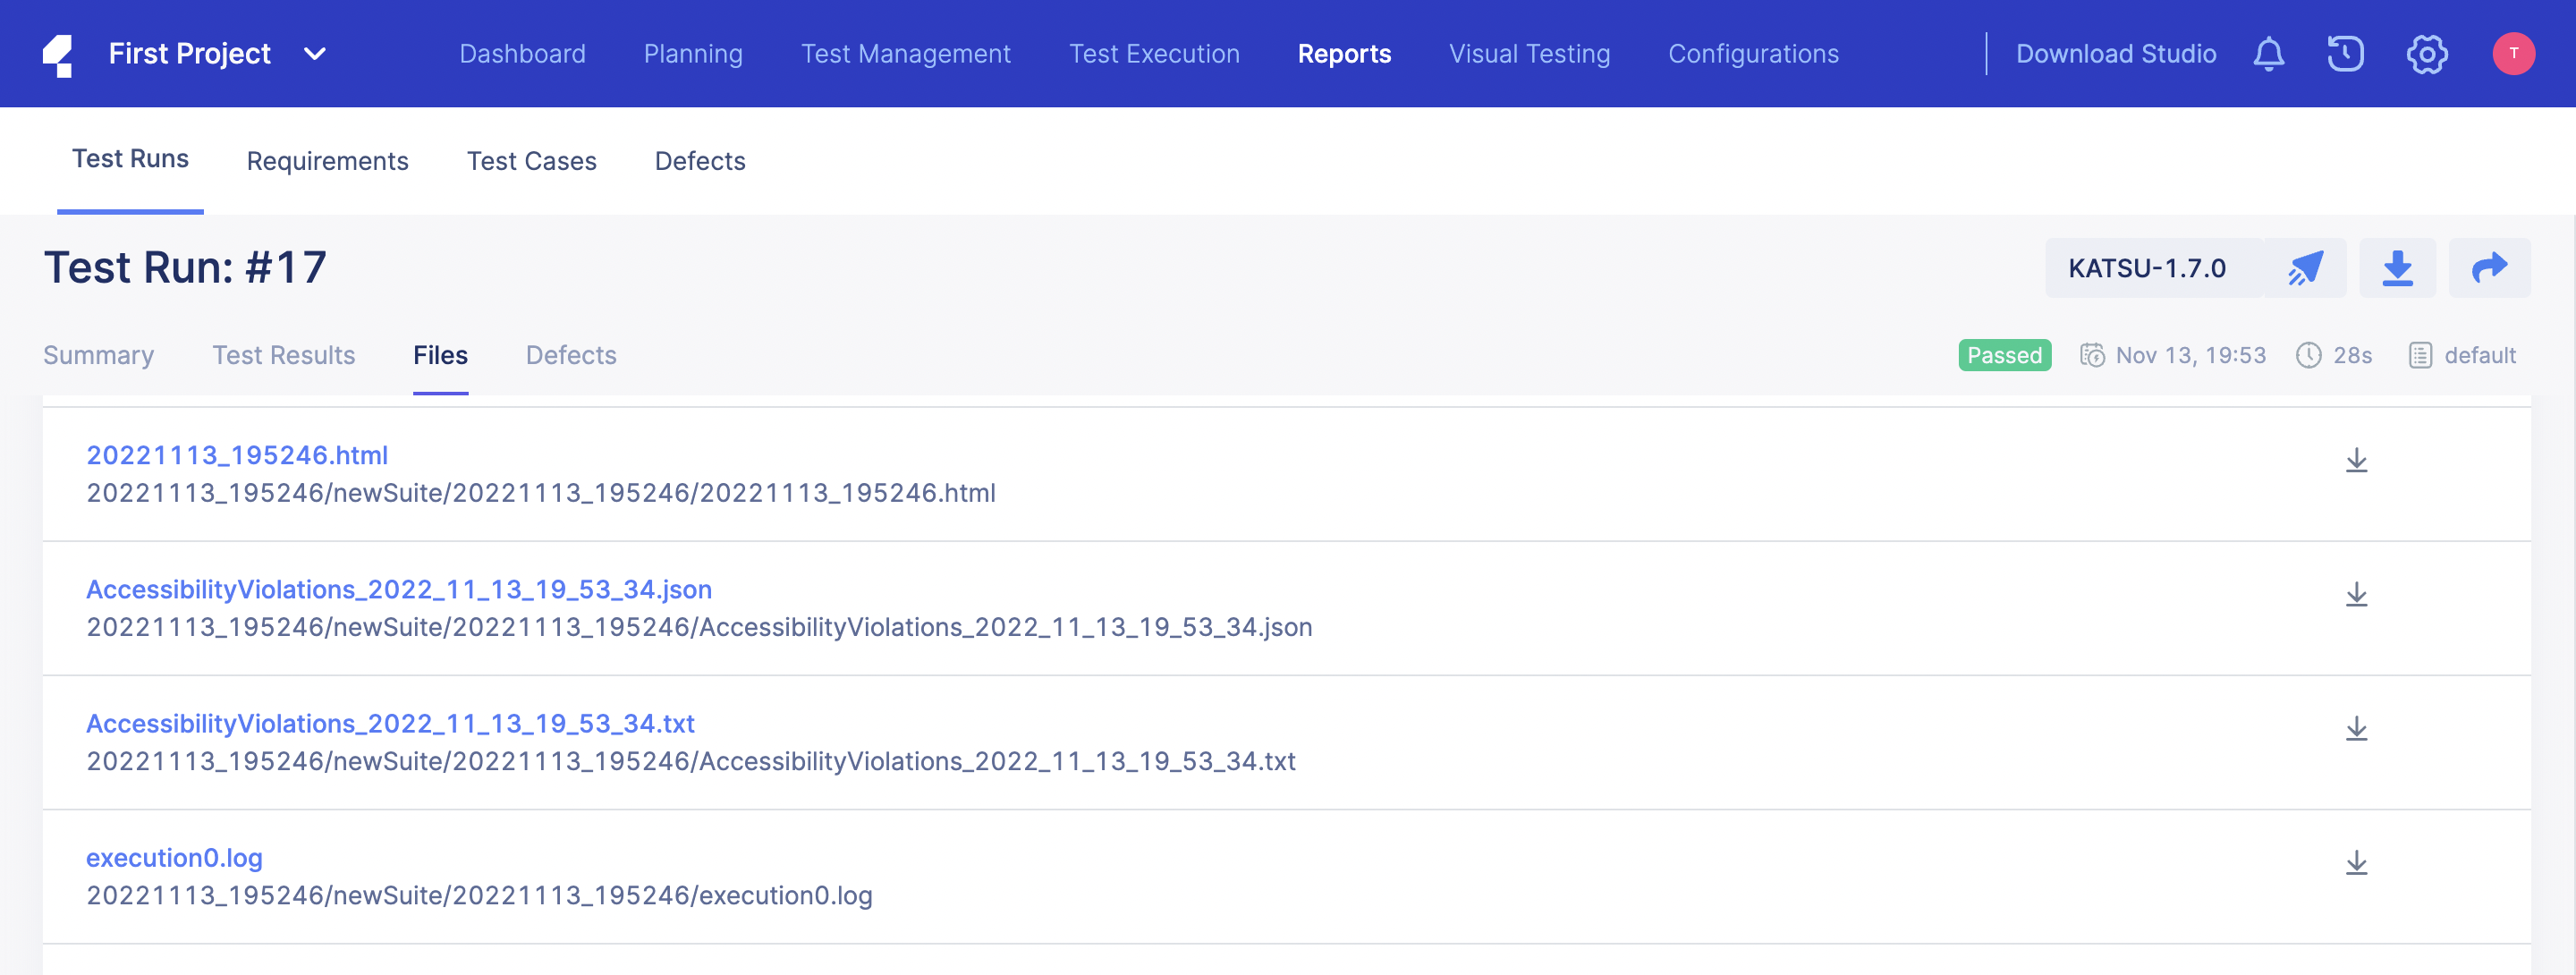 First Project
Dashboard
Planning
Test Management
Test Execution
Reports
Visual Testing
Configurations
Download Studio
T
Test Runs
Requirements
Test Cases
Defects
Test Run: #17
KATSU-1.7.0
Summary
Test Results
Files
Defects
Passed
Nov 13, 19:53
28s
default
20221113_195246.html
20221113_195246/newSuite/20221113_195246/20221113_195246.html
AccessibilityViolations_2022_11_13_19_53_34.json
20221113_195246/newSuite/20221113_195246/AccessibilityViolations_2022_11_13_19_53_34.json
AccessibilityViolations_2022_11_13_19_53_34.txt
20221113_195246/newSuite/20221113_195246/AccessibilityViolations_2022_11_13_19_53_34.txt
execution0.log
20221113_195246/newSuite/20221113_195246/execution0.log